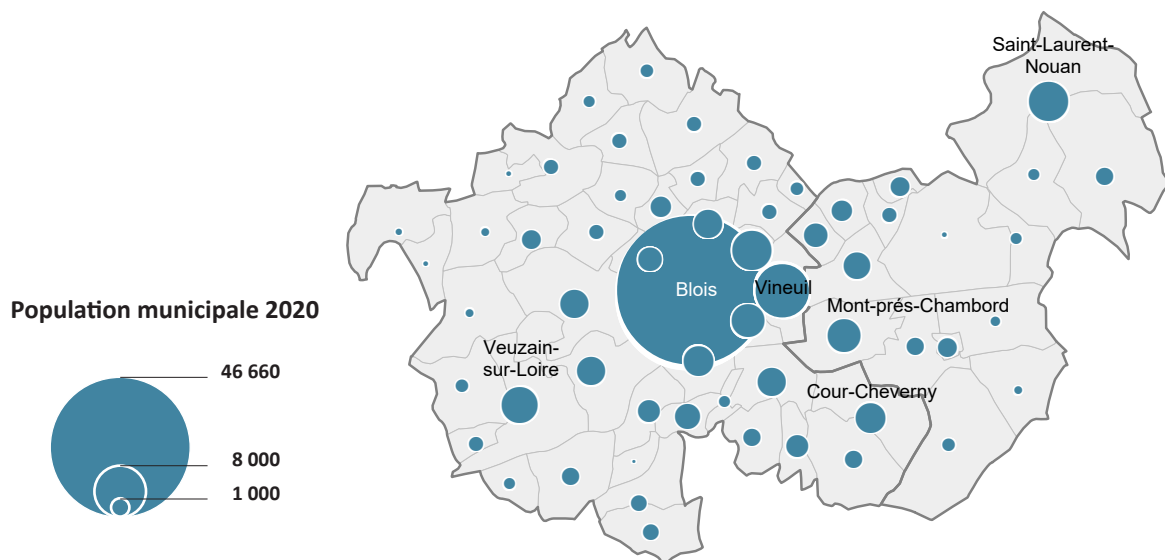 Saint-Laurent-
Nouan
Blois
Vineuil
Population municipale 2020
Mont-prés-Chambord
Veuzain-
sur-Loire
46 660
Cour-Cheverny
8 000
1 000